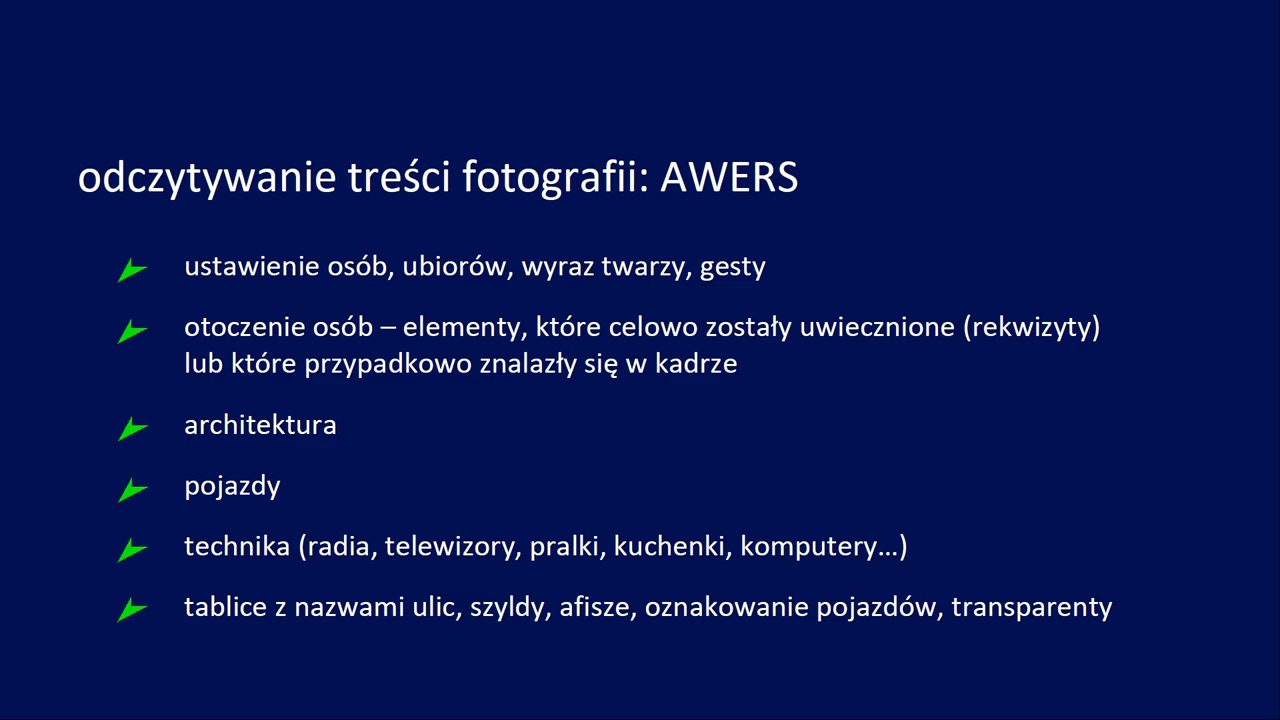 odczytywanie treści fotografii: AWERS
ustawienie osób, ubiorów, wyraz twarzy, gesty
otoczenie osób – elementy, które celowo zostały uwiecznione (rekwizyty)
lub które przypadkowo znalazły się w kadrze
architektura
pojazdy
technika (radia, telewizory, pralki, kuchenki, komputery…)
tablice z nazwami ulic, szyldy, afisze, oznakowanie pojazdów, transparenty